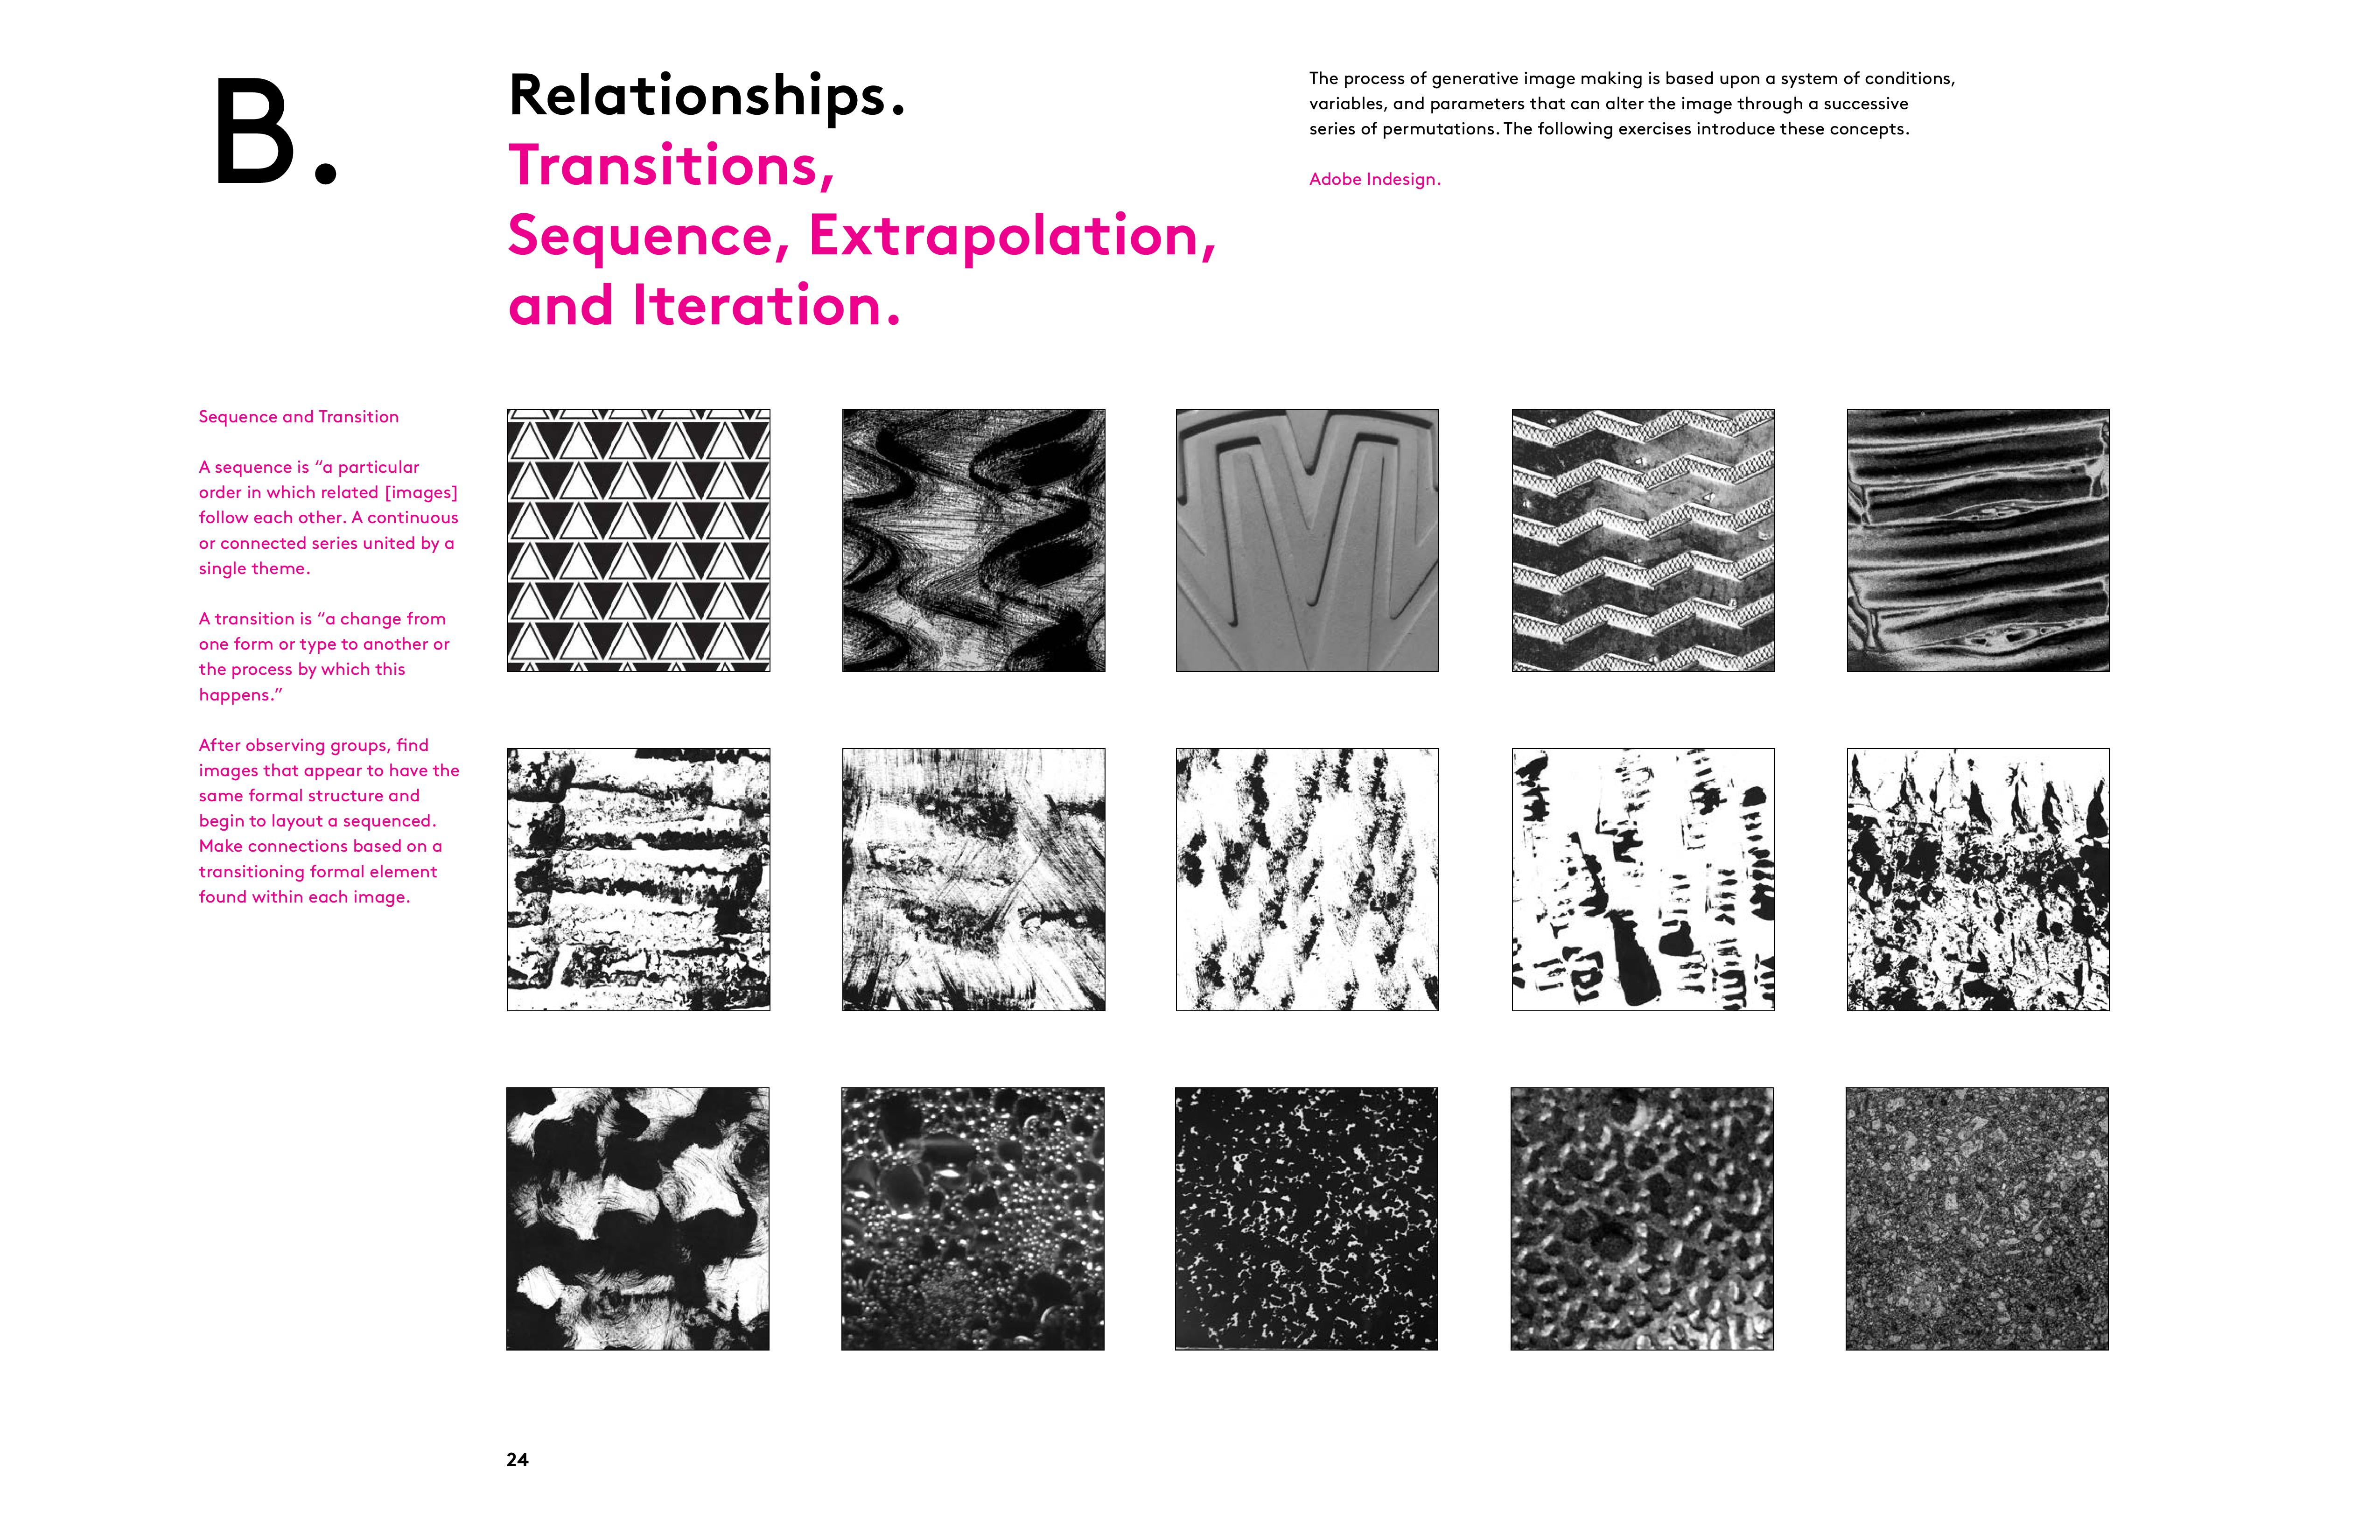 B.
Relationships.
Transitions,
Sequence, Extrapolation,
and Iteration.
The process of generative image making is based upon a system of conditions,
variables, and parameters that can alter the image through a successive
series of permutations. The following exercises introduce these concepts.
Adobe Indesign.
Sequence and Transition
A sequence is “a particular
order in which related [images]
follow each other. A continuous
or connected series united by a
single theme.
A transition is “a change from
one form or type to another or
the process by which this
happens.”
After observing groups, find
images that appear to have the
same formal structure and
begin to layout a sequenced.
Make connections based on a
transitioning formal element
found within each image.
24